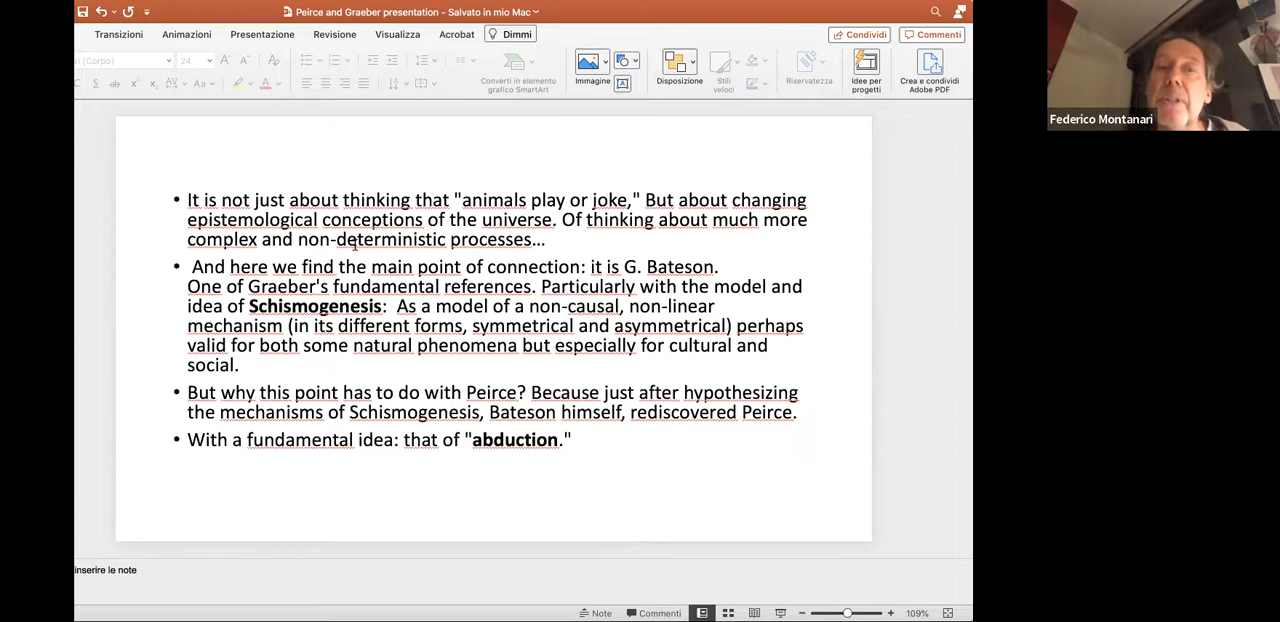 Peirce and Graeber presentation - Salvato in mio Mac
Transizioni Animazioni Presentazione Revisione Visualizza Acrobat Dimmi Condividi Commenti
(Corpo) 24
Converti in elemento
grafico SmartArt
Immagine
Disposizione
Stili
veloci
Riservatezza
Idee per
progetti
Crea e condividi
Adobe PDF
Federico Montanari
• It is not just about thinking that "animals play or joke," But about changing
epistemological conceptions of the universe. Of thinking about much more
complex and non-deterministic processes...
• And here we find the main point of connection: it is G. Bateson.
One of Graeber's fundamental references. Particularly with the model and
idea of Schismogenesis: As a model of a non-causal, non-linear
mechanism (in its different forms, symmetrical and asymmetrical) perhaps
valid for both some natural phenomena but especially for cultural and
social.
• But why this point has to do with Peirce? Because just after hypothesizing
the mechanisms of Schismogenesis, Bateson himself, rediscovered Peirce.
• With a fundamental idea: that of "abduction."
inserire le note
Note Commenti 109%